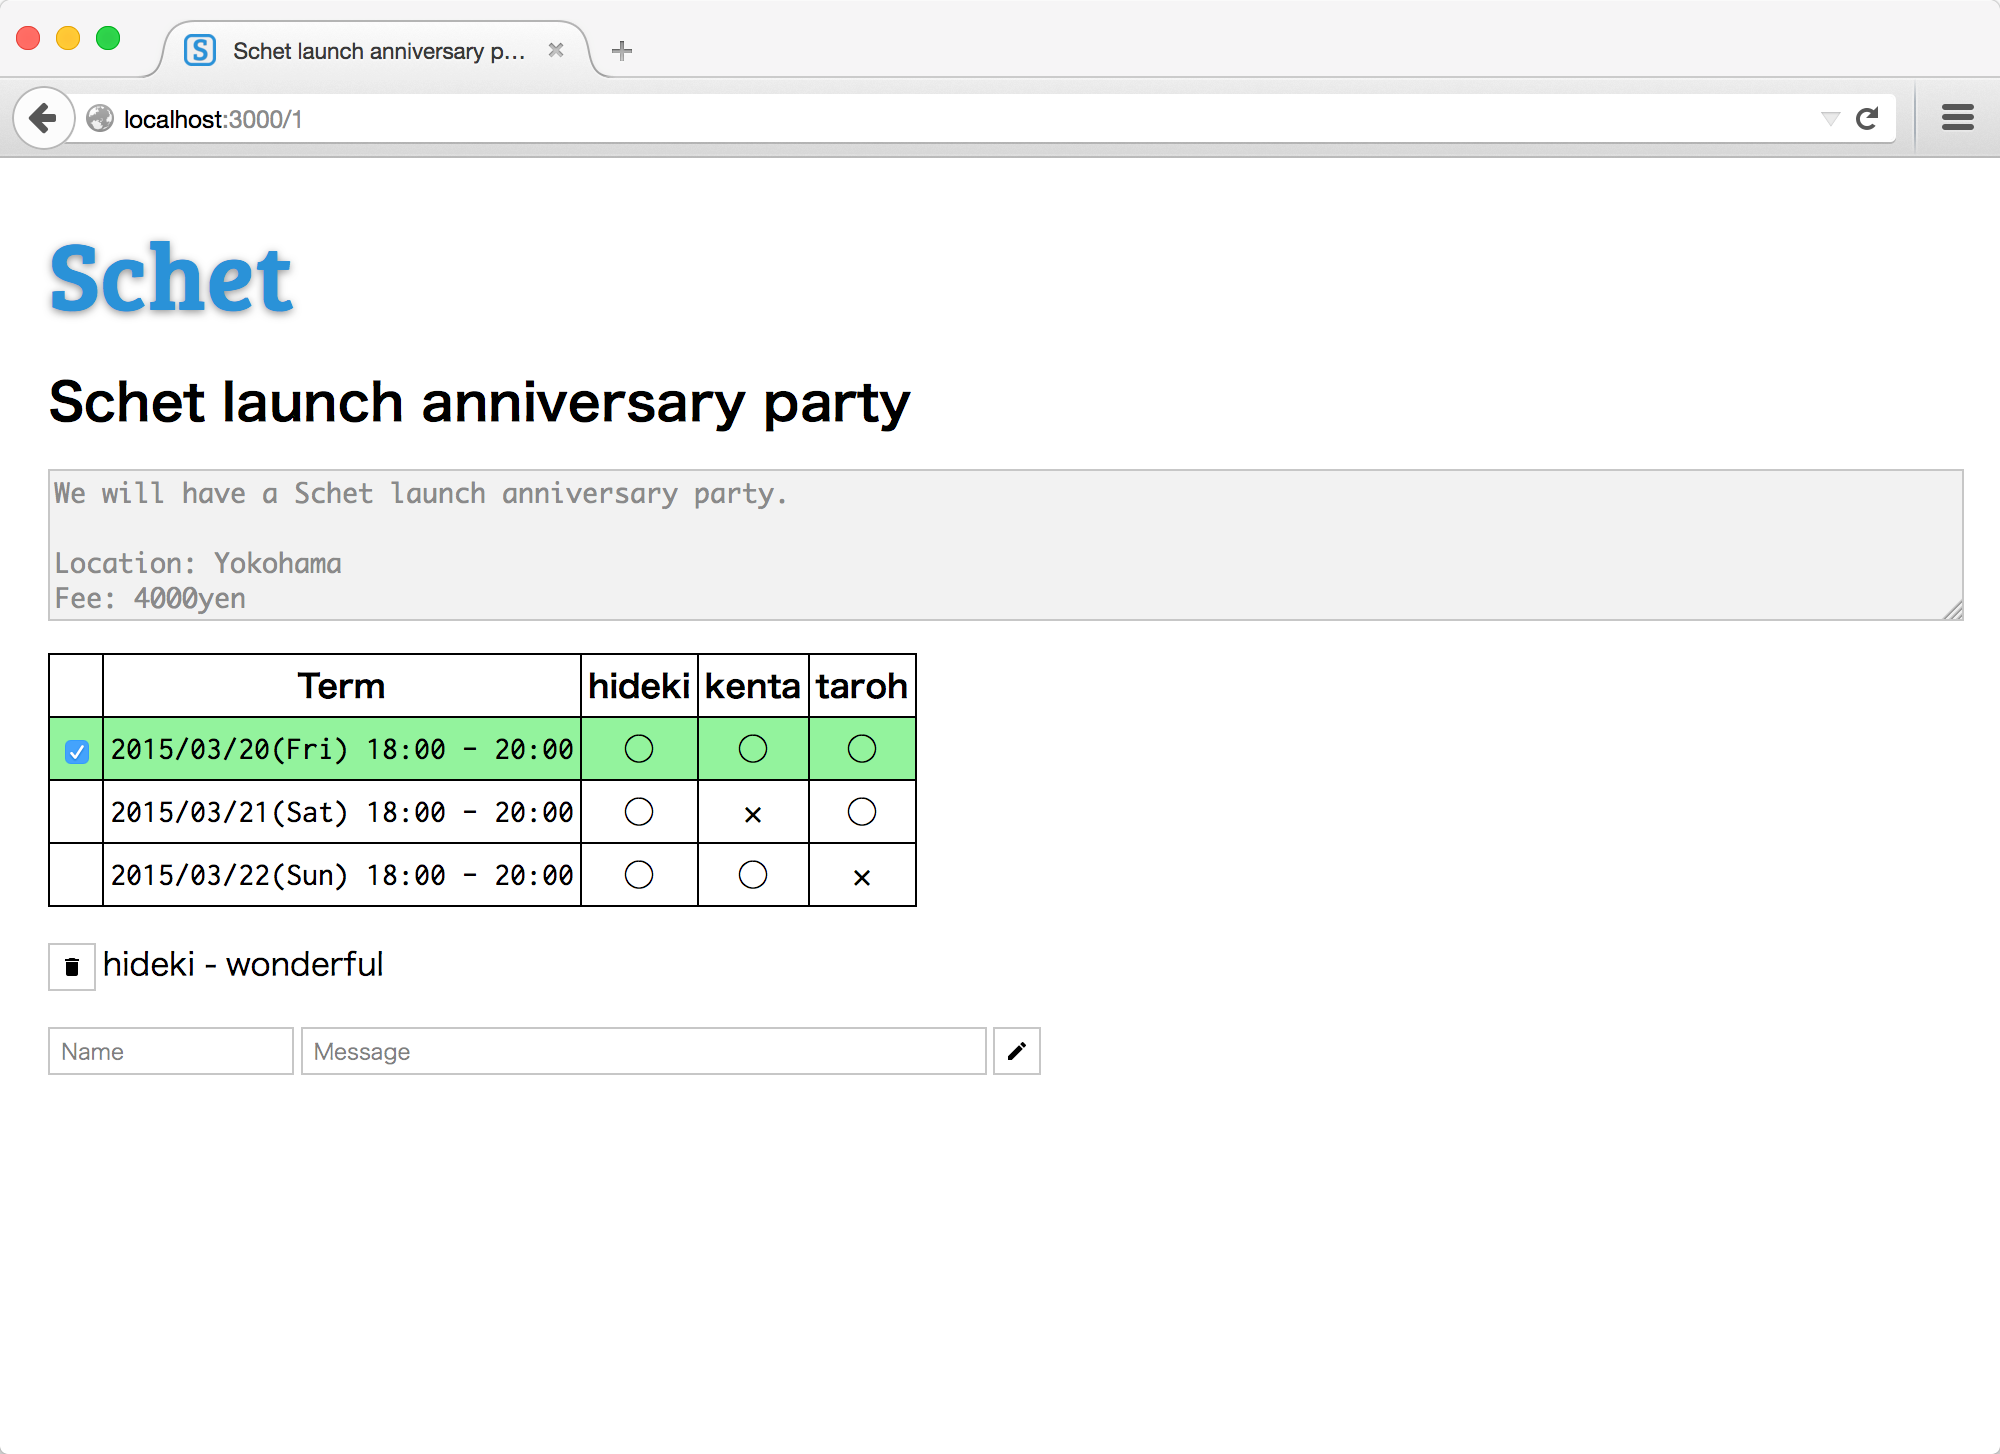 S Schet launch anniversary p...
localhost:3000/1
Schet
Schet launch anniversary party
We will have a Schet launch anniversary party.
Location: Yokohama
Fee: 4000yen
Term hideki kenta taroh
2015/03/20(Fri) 18:00 - 20:00 ○ ○ ○
2015/03/21(Sat) 18:00 - 20:00 ○ × ○
2015/03/22(Sun) 18:00 - 20:00 ○ ○ ×
hideki - wonderful
Name Message